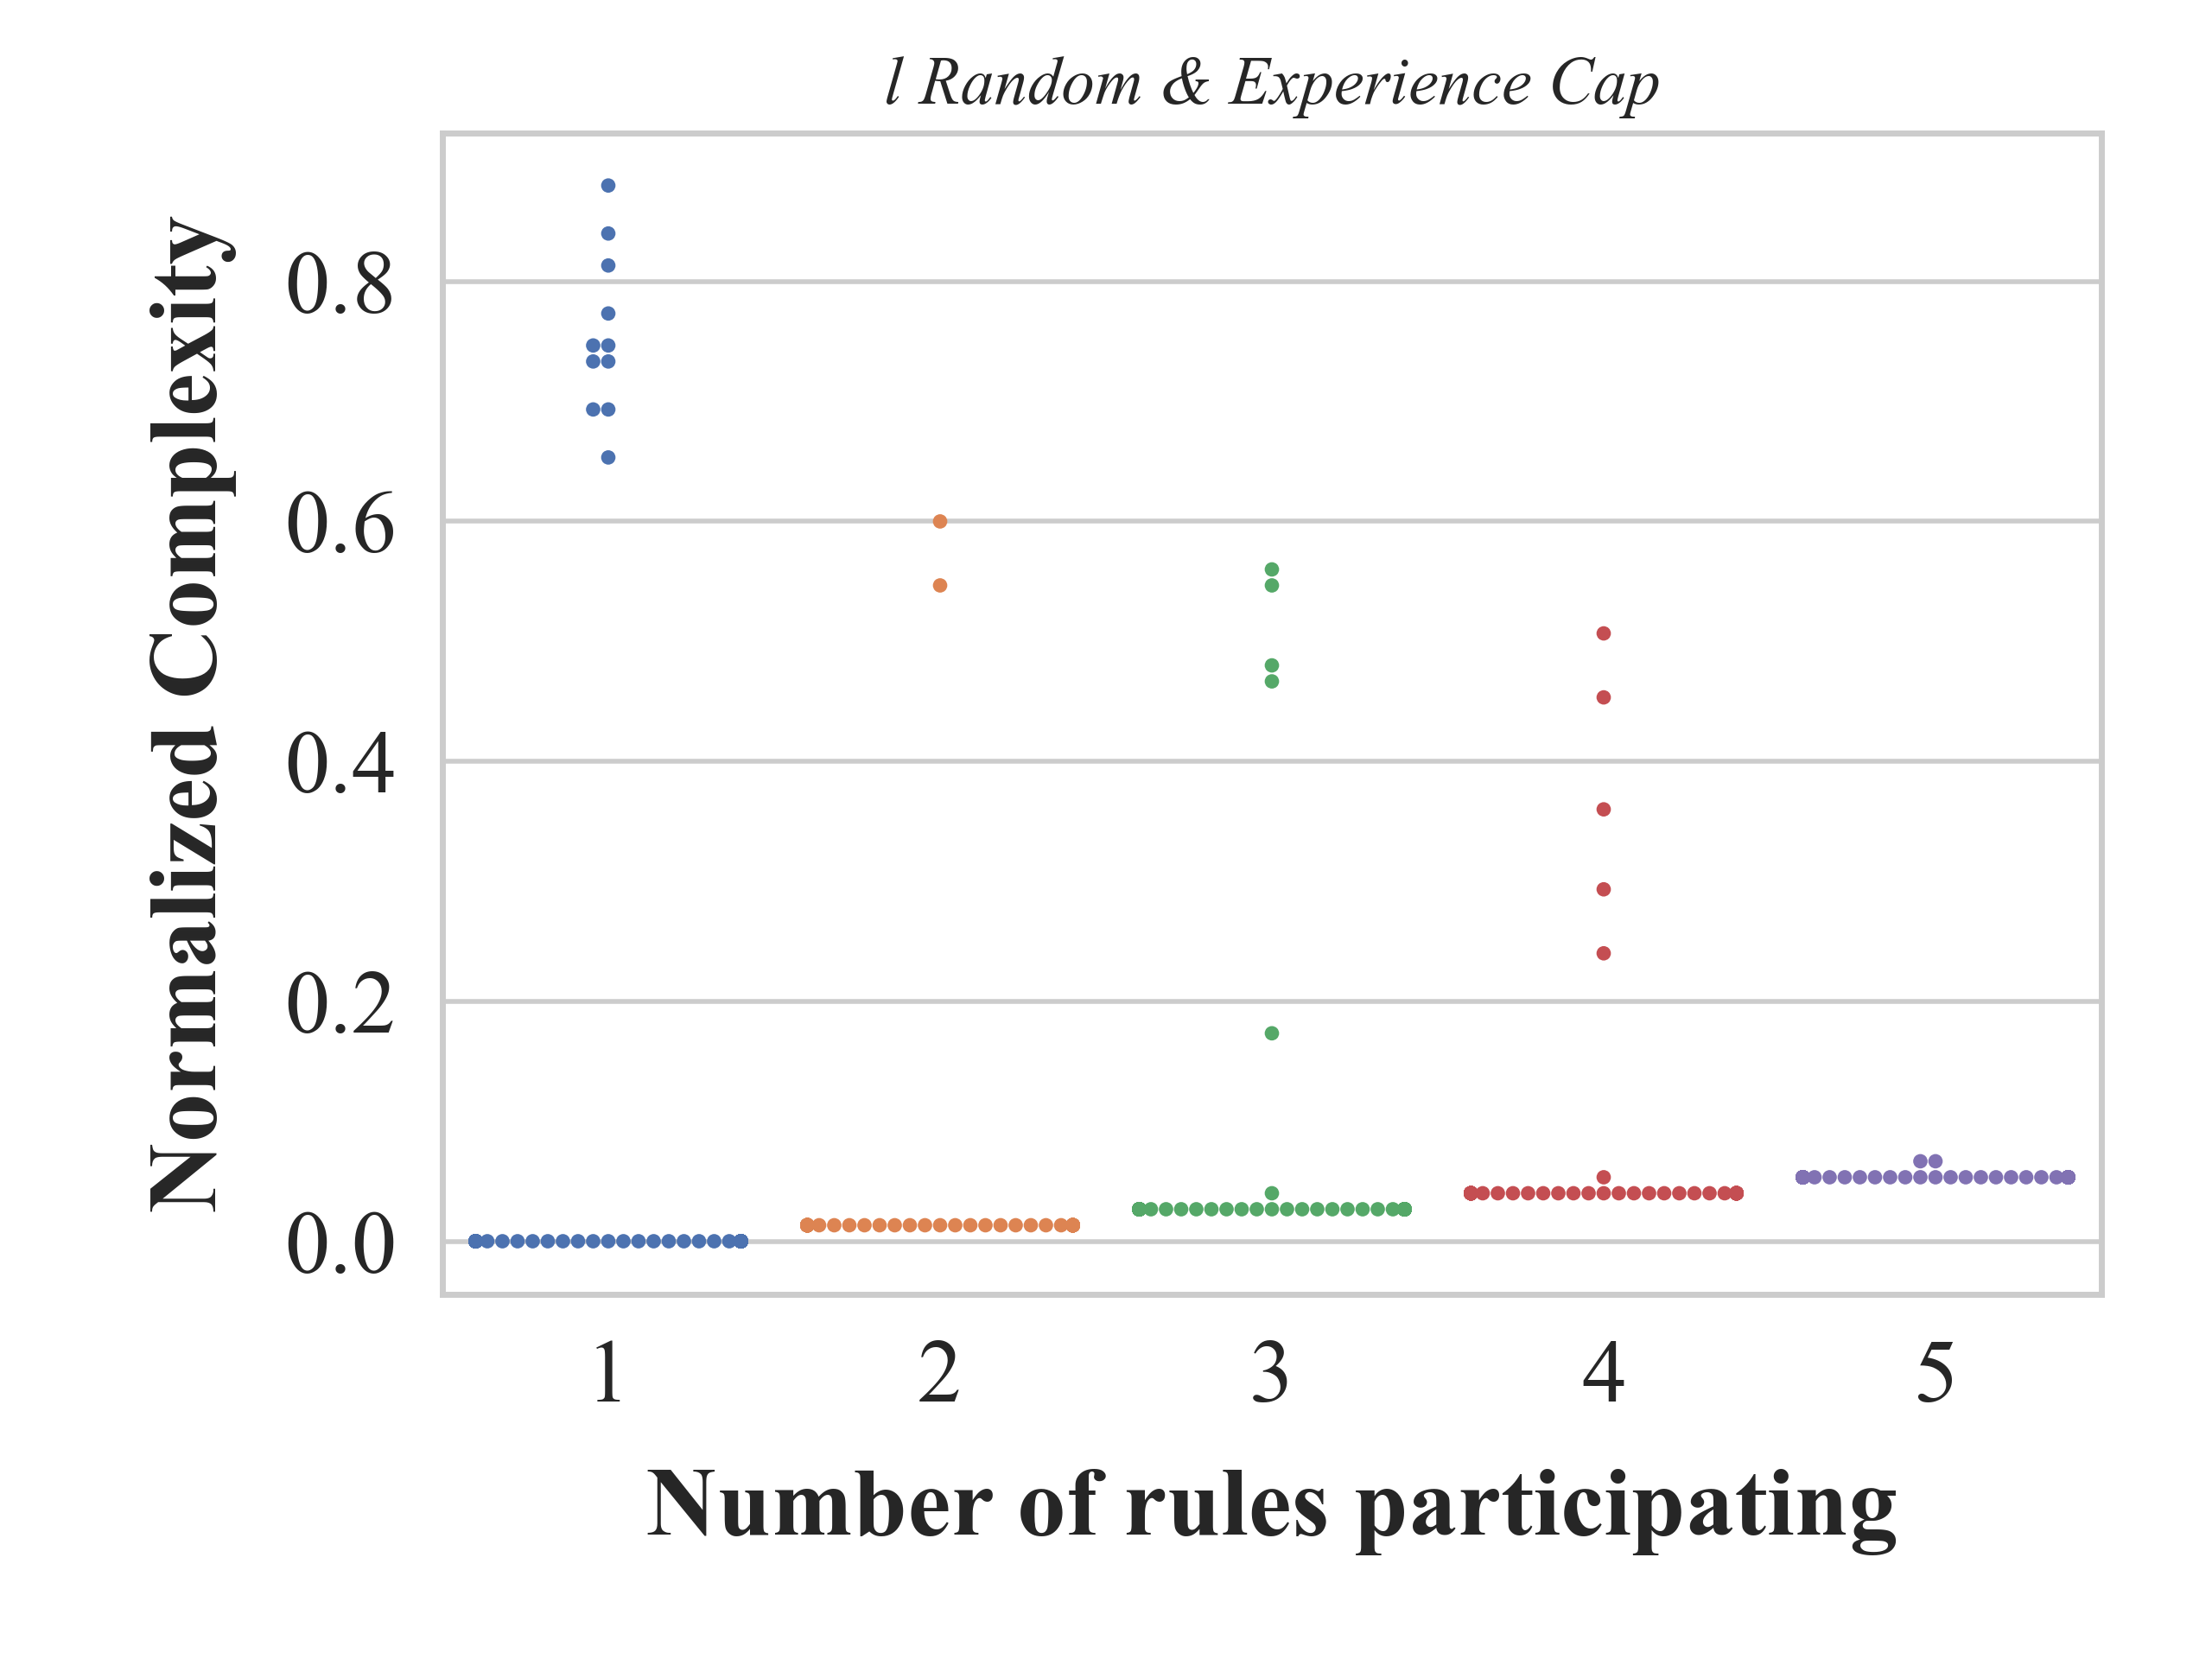 l Random & Experience Cap
Normalized Complexity
0.8
0.6
0.4
0.2
0.0
1 2 3 4 5
Number of rules participating